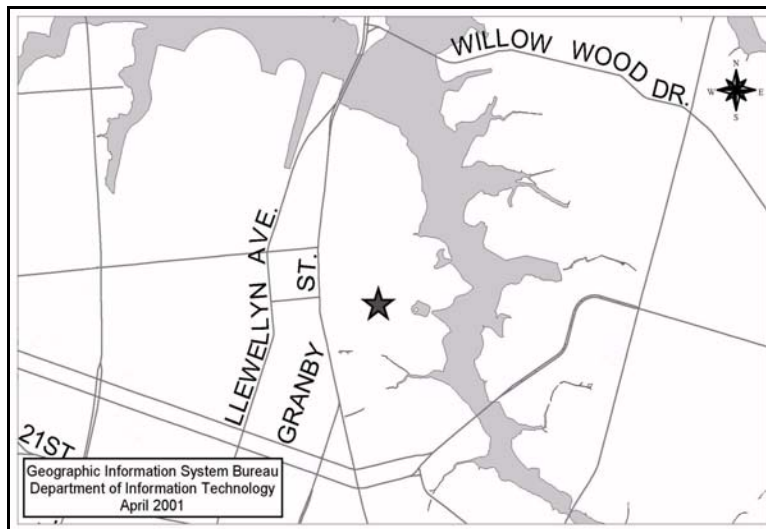 WILLOW WOOD DR.
N
W E
S
LLEWELLYN AVE.
GRANBY ST.
21ST
Geographic Information System Bureau
Department of Information Technology
April 2001